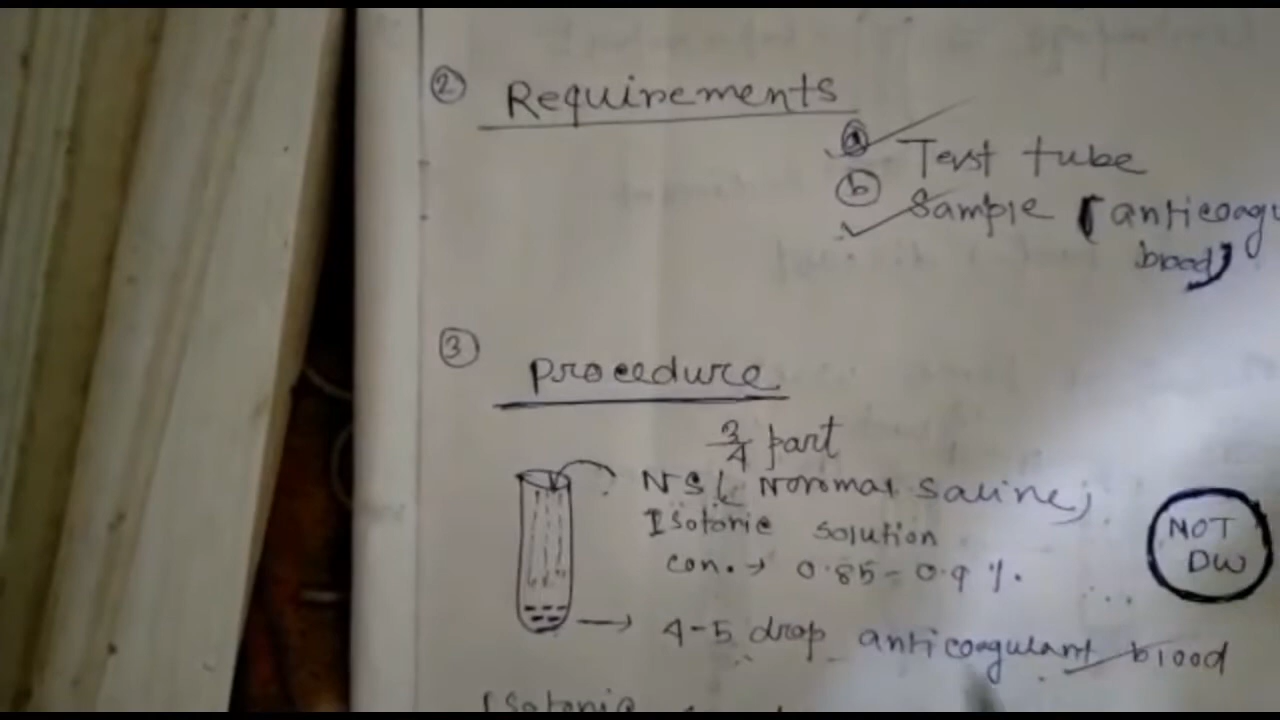 ② Requirements
ⓐ Test tube
ⓑ Sample (anticoagu
blood)
③ Procedure
3/4 part
NS (Normal Saline)
Isotonic solution
con. → 0.85 - 0.9 %.
NOT
DW
→ 4-5 drop anticoagulant blood
Isotonic